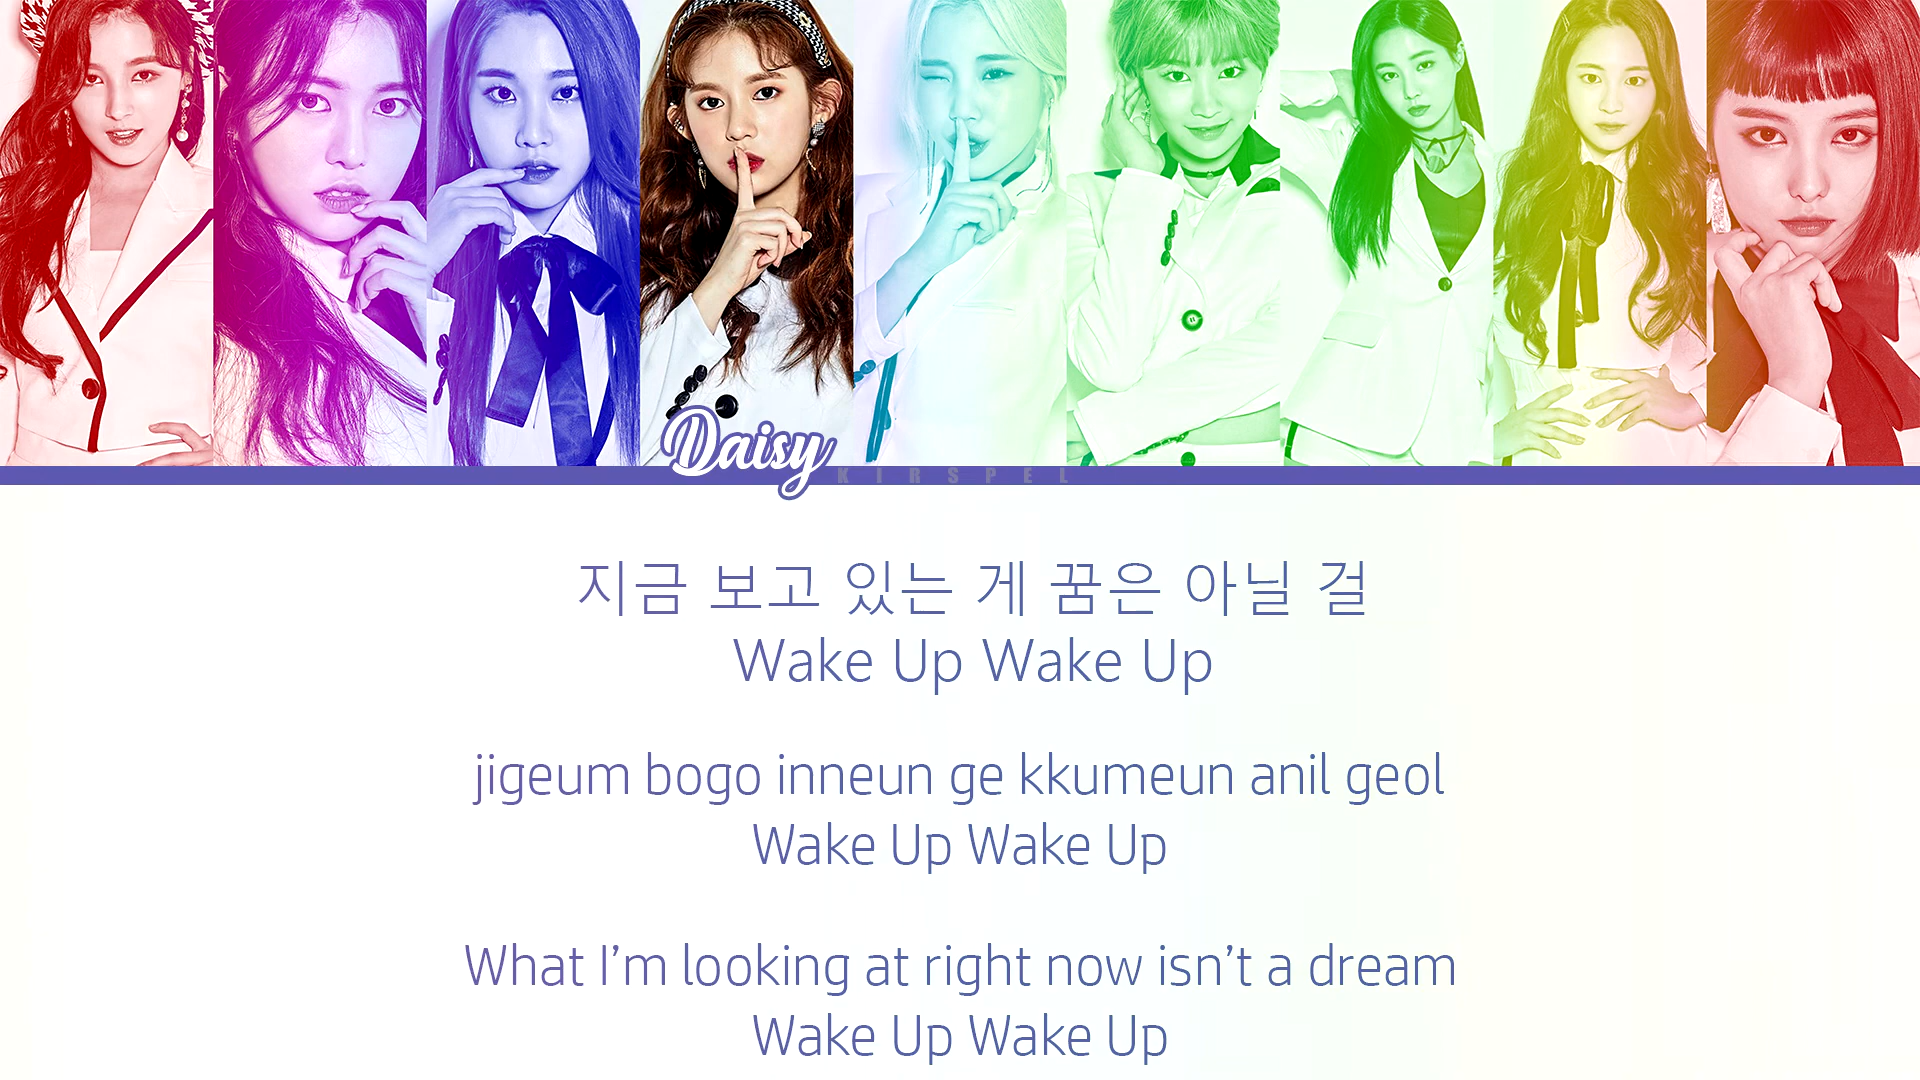 Daisy
KIRSPEL
지금 보고 있는 게 꿈은 아닐 걸
Wake Up Wake Up
jigeum bogo inneun ge kkumeun anil geol
Wake Up Wake Up
What I’m looking at right now isn’t a dream
Wake Up Wake Up